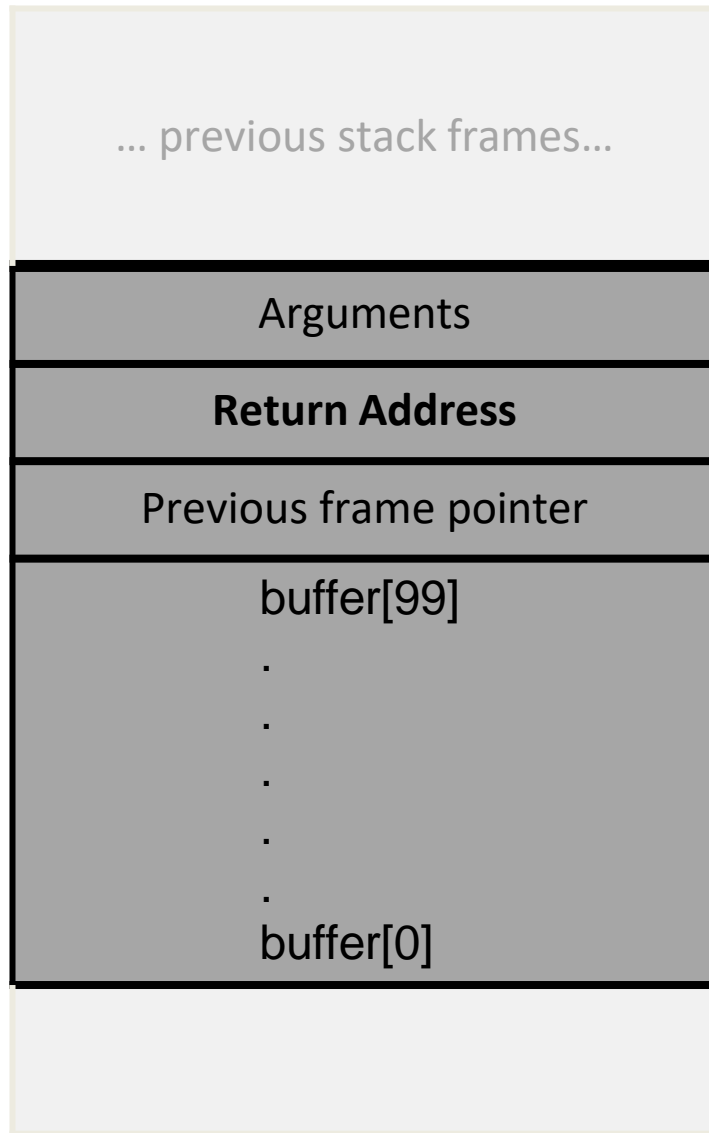 ... previous stack frames...
Arguments
Return Address
Previous frame pointer
buffer[99]
.
.
.
.
.
buffer[0]